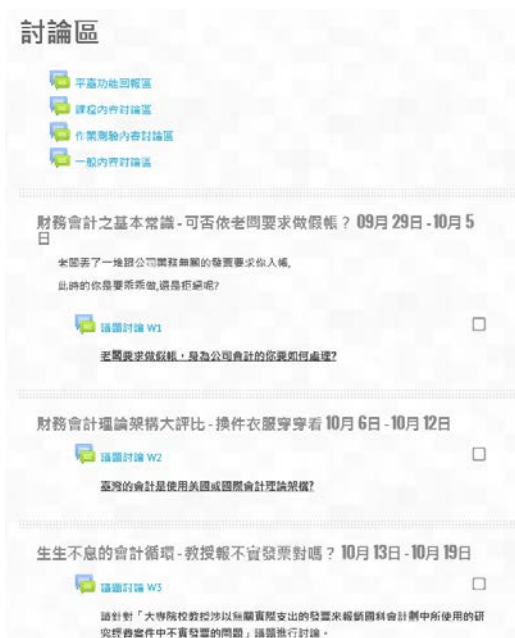 討論區
平臺功能回報區
課程內容討論區
作業測驗內容討論區
一般內容討論區
財務會計之基本常識-可否依老闆要求做假帳？ 09月 29日 -10月 5
日
老闆丟了一堆跟公司業務無關的發票要求你入帳,
此時的你是要乖乖做,還是拒絕呢?
議題討論 W1
老闆要求做假帳，身為公司會計的你要如何處理?
財務會計理論架構大評比-換件衣服穿穿看 10月 6日 -10月 12日
議題討論 W2
臺灣的會計是使用美國或國際會計理論架構?
生生不息的會計循環-教授報不實發票對嗎？ 10月 13日 -10月 19日
議題討論 W3
請針對「大專院校教授涉以無關實際支出的發票來報銷國科會計劃中所使用的研
究經費案件中不實發票的問題」議題進行討論。